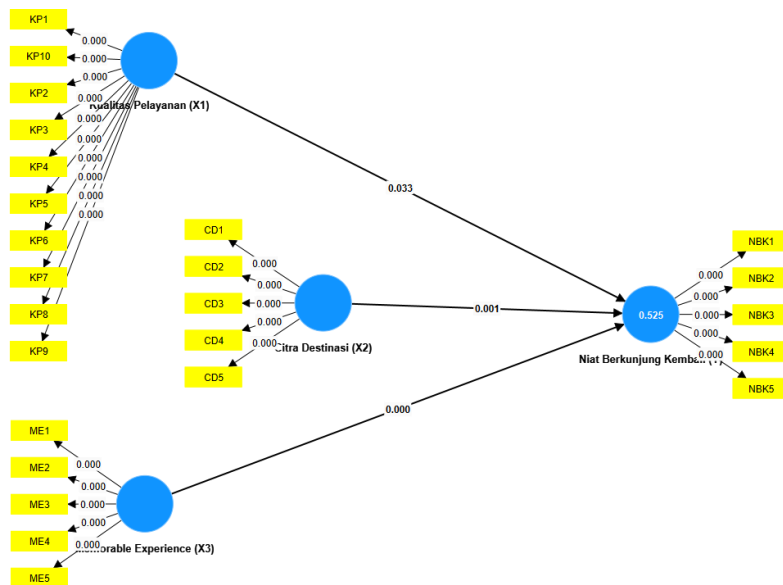 KP1
0.000
KP10
0.000
KP2
0.000
0.000
Kualitas Pelayanan (X1)
KP3
0.000
0.000
KP4
0.000
0.000
KP5
0.000
0.000
KP6
KP7
KP8
KP9
0.033
CD1
0.000
CD2
0.000
CD3
0.000
0.000
CD4
0.000
CD5
Citra Destinasi (X2)
0.001
0.525
Niat Berkunjung
NBK1
0.000
NBK2
0.000
NBK3
0.000
0.000
NBK4
0.000
NBK5
0.000
ME1
0.000
ME2
0.000
ME3
0.000
ME4
0.000
0.000
ME5
Experience (X3)